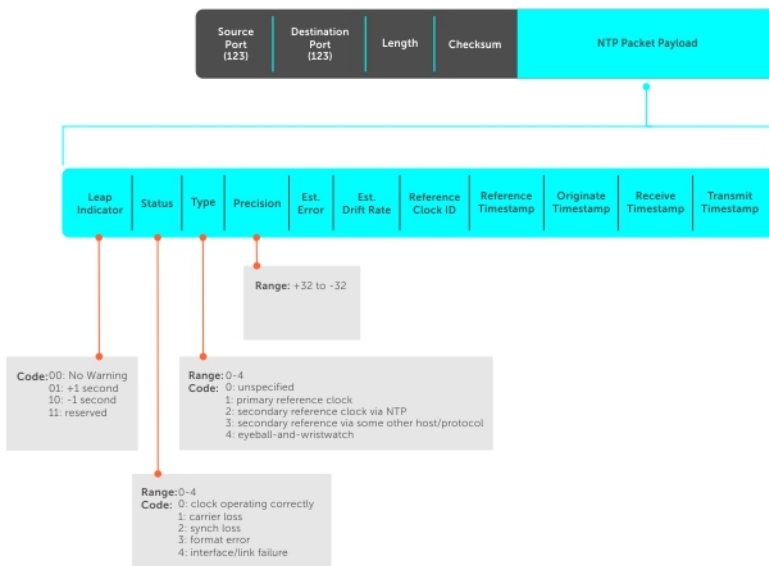 Source
Port
(123)
Destination
Port
(123)
Length
Checksum
NTP Packet Payload
Leap
Indicator
Status
Type
Precision
Est.
Error
Est.
Drift Rate
Reference
Clock ID
Reference
Timestamp
Originate
Timestamp
Receive
Timestamp
Transmit
Timestamp
Range: +32 to -32
Code:00: No Warning
01: +1 second
10: -1 second
11: reserved
Range:0-4
Code: 0: unspecified
1: primary reference clock
2: secondary reference clock via NTP
3: secondary reference via some other host/protocol
4: eyeball-and-wristwatch
Range:0-4
Code: 0: clock operating correctly
1: carrier loss
2: synch loss
3: format error
4: interface/link failure